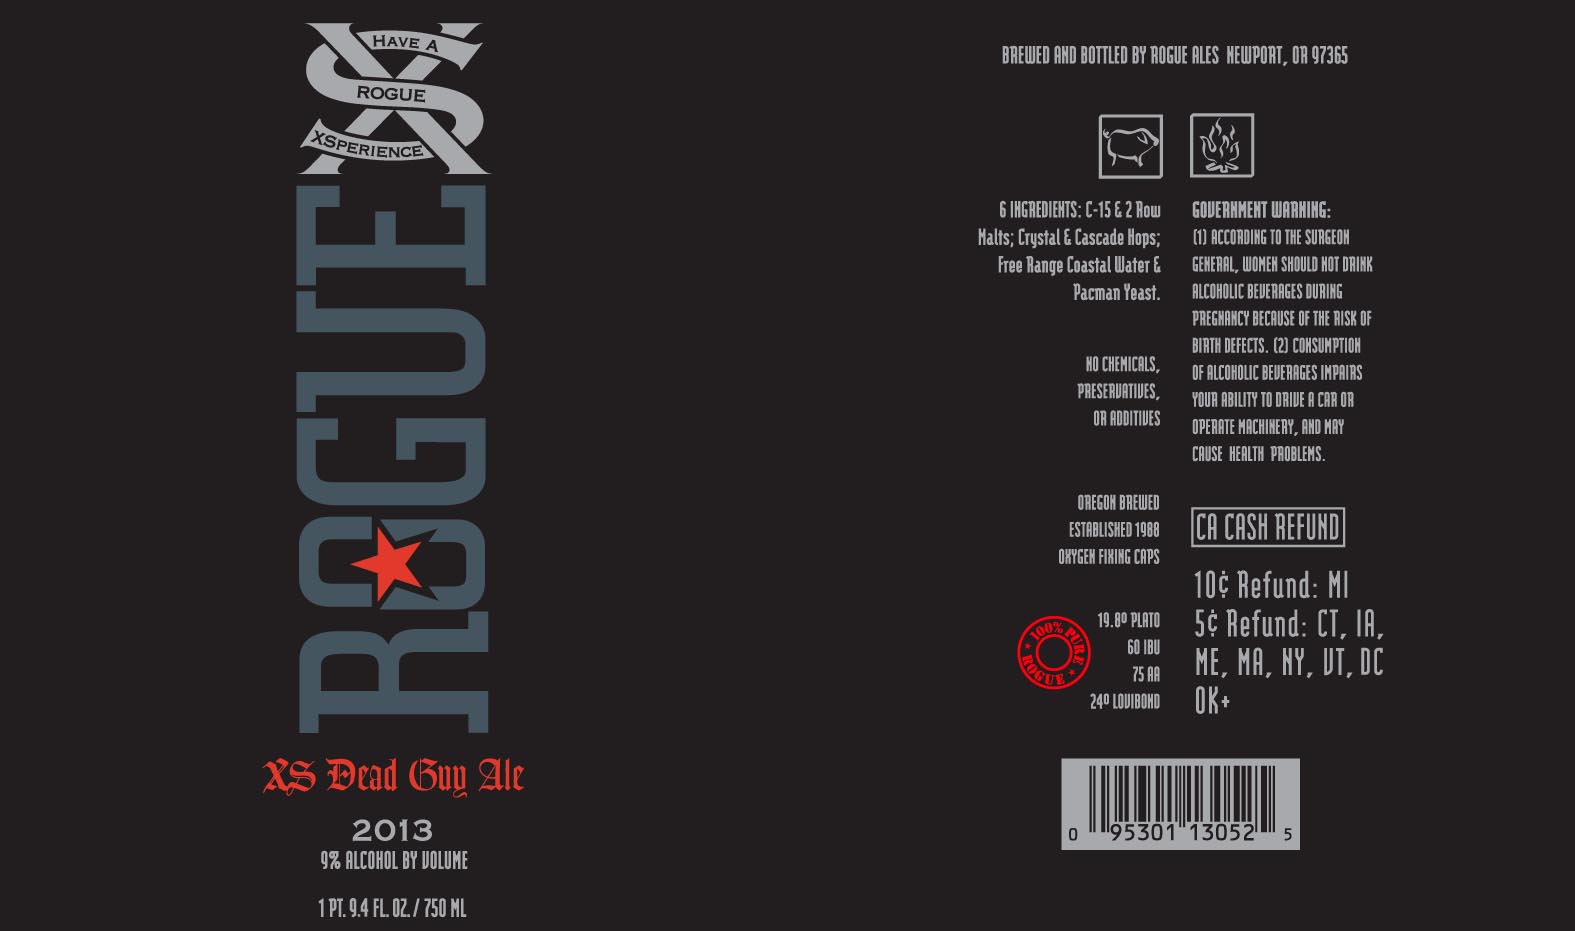 HAVE A
ROGUE
XSPERIENCE
XS
ROGUE
XS Dead Guy Ale
2013
9% ALCOHOL BY VOLUME
1 PT. 9.4 FL. OZ. / 750 ML
BREWED AND BOTTLED BY ROGUE ALES NEWPORT, OR 97365
6 INGREDIENTS: C-15 & 2 Row
Malts; Crystal & Cascade Hops;
Free Range Coastal Water &
Pacman Yeast.
NO CHEMICALS,
PRESERVATIVES,
OR ADDITIVES
OREGON BREWED
ESTABLISHED 1988
OXYGEN FIXING CAPS
100% PURE
ROGUE
19.8º PLATO
60 IBU
75 AA
24º LOVIBOND
GOVERNMENT WARNING:
(1) ACCORDING TO THE SURGEON
GENERAL, WOMEN SHOULD NOT DRINK
ALCOHOLIC BEVERAGES DURING
PREGNANCY BECAUSE OF THE RISK OF
BIRTH DEFECTS. (2) CONSUMPTION
OF ALCOHOLIC BEVERAGES IMPAIRS
YOUR ABILITY TO DRIVE A CAR OR
OPERATE MACHINERY, AND MAY
CAUSE HEALTH PROBLEMS.
CA CASH REFUND
10¢ Refund: MI
5¢ Refund: CT, IA,
ME, MA, NY, VT, DC
OK+
0 95301 13052 5